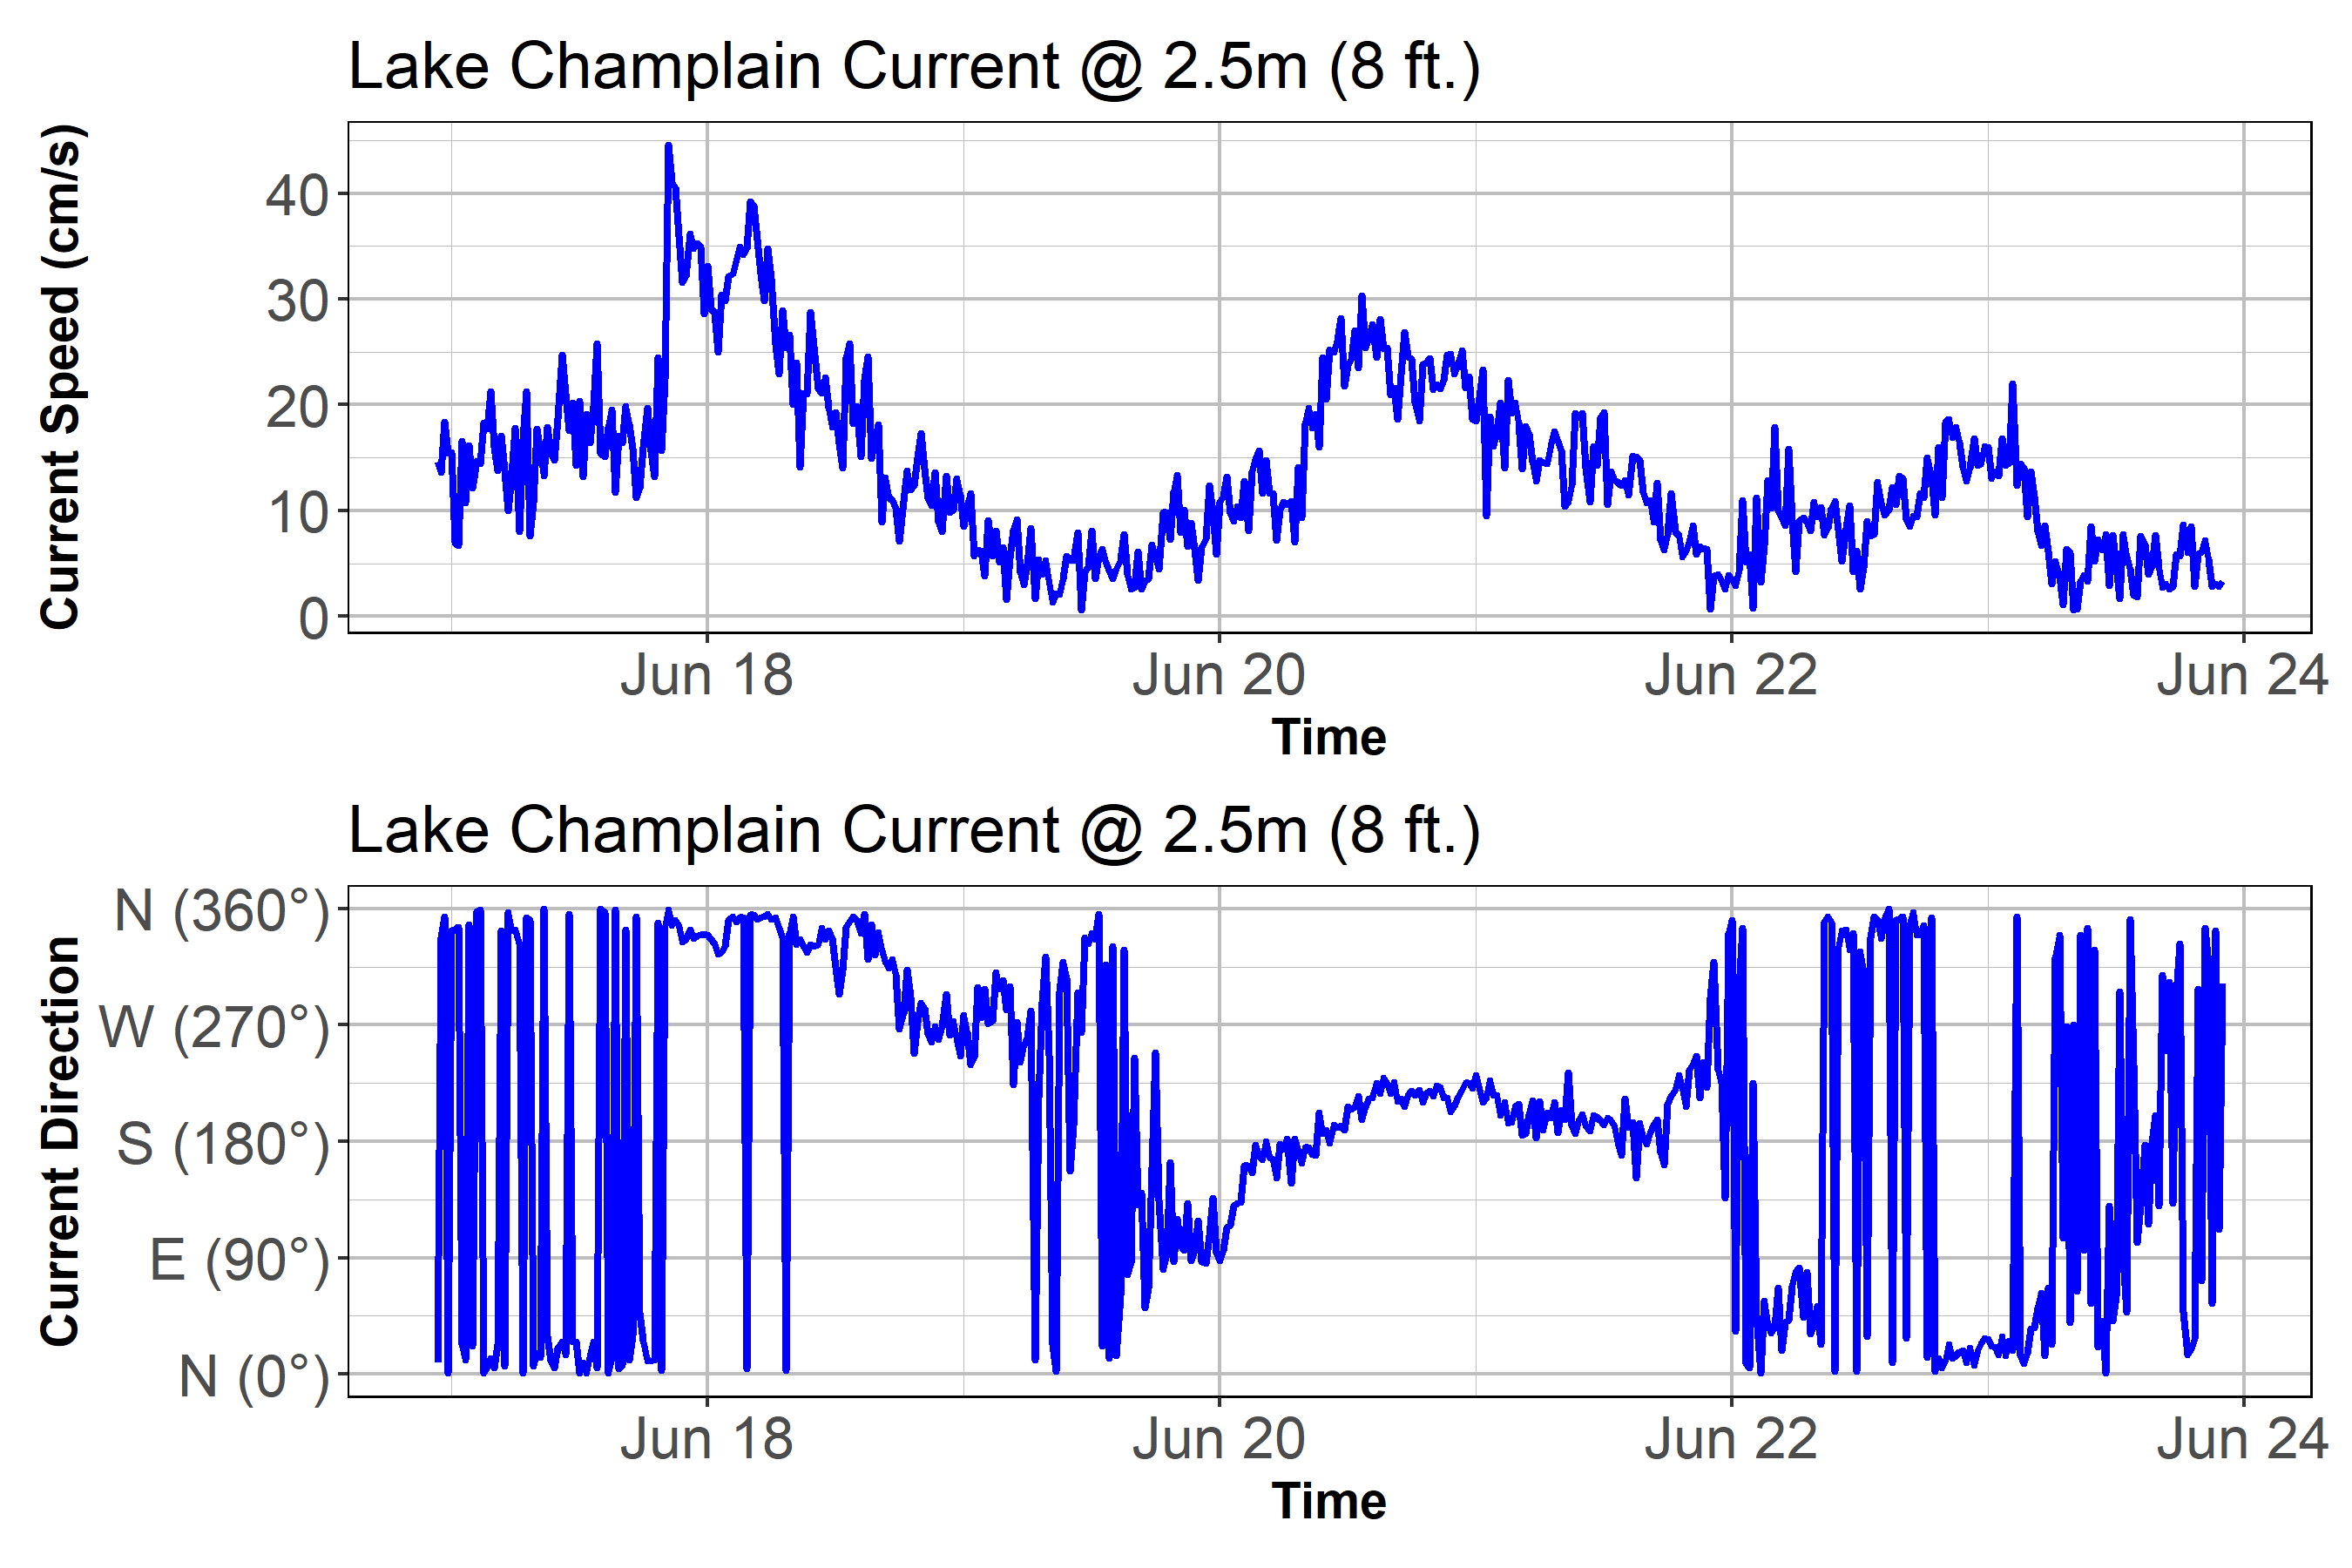 Lake Champlain Current @ 2.5m (8 ft.)
Current Speed (cm/s)
40
30
20
10
0
Jun 18 Jun 20 Jun 22 Jun 24
Time
Lake Champlain Current @ 2.5m (8 ft.)
Current Direction
N (360°)
W (270°)
S (180°)
E (90°)
N (0°)
Jun 18 Jun 20 Jun 22 Jun 24
Time